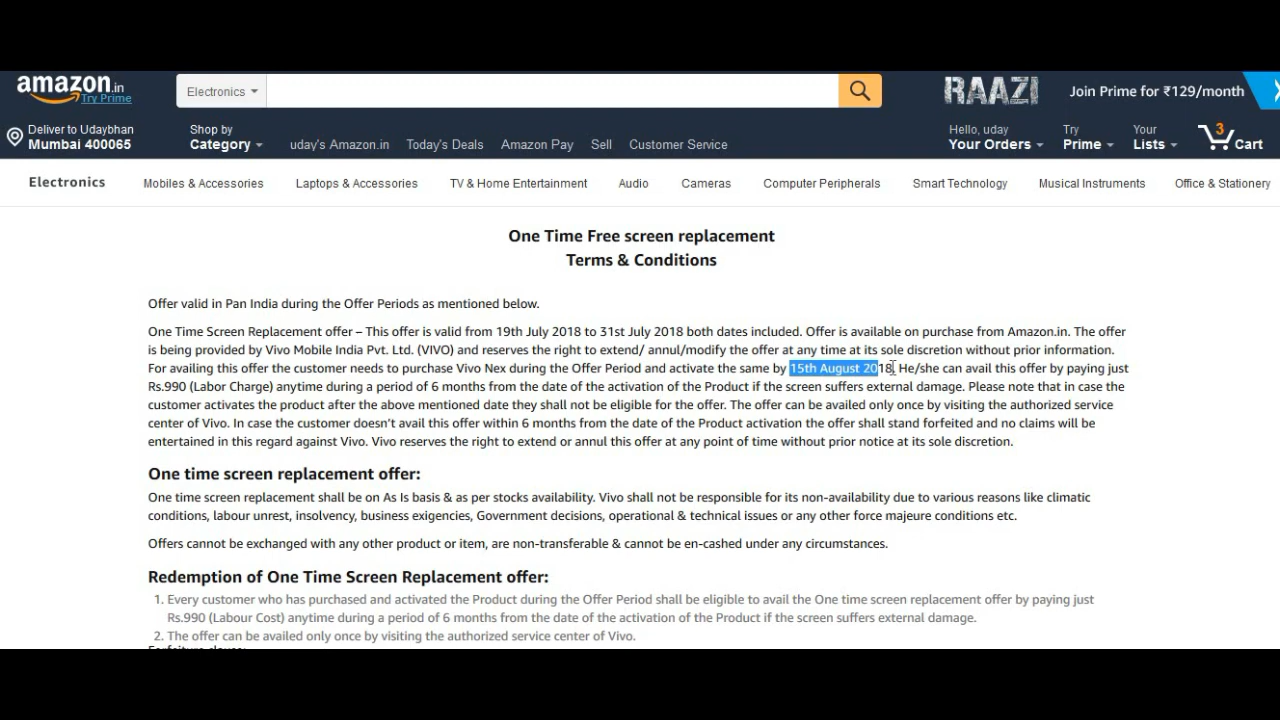 amazon.in
Try Prime
Electronics
RAAZI
Join Prime for ₹129/month
Deliver to Udaybhan
Mumbai 400065
Shop by
Category
uday's Amazon.in
Today's Deals
Amazon Pay
Sell
Customer Service
Hello, uday
Your Orders
Try
Prime
Your
Lists
3
Cart
Electronics
Mobiles & Accessories
Laptops & Accessories
TV & Home Entertainment
Audio
Cameras
Computer Peripherals
Smart Technology
Musical Instruments
Office & Stationery
One Time Free screen replacement
Terms & Conditions
Offer valid in Pan India during the Offer Periods as mentioned below.
One Time Screen Replacement offer – This offer is valid from 19th July 2018 to 31st July 2018 both dates included. Offer is available on purchase from Amazon.in. The offer
is being provided by Vivo Mobile India Pvt. Ltd. (VIVO) and reserves the right to extend/ annul/modify the offer at any time at its sole discretion without prior information.
For availing this offer the customer needs to purchase Vivo Nex during the Offer Period and activate the same by 15th August 2018. He/she can avail this offer by paying just
Rs.990 (Labor Charge) anytime during a period of 6 months from the date of the activation of the Product if the screen suffers external damage. Please note that in case the
customer activates the product after the above mentioned date they shall not be eligible for the offer. The offer can be availed only once by visiting the authorized service
center of Vivo. In case the customer doesn't avail this offer within 6 months from the date of the Product activation the offer shall stand forfeited and no claims will be
entertained in this regard against Vivo. Vivo reserves the right to extend or annul this offer at any point of time without prior notice at its sole discretion.
One time screen replacement offer:
One time screen replacement shall be on As Is basis & as per stocks availability. Vivo shall not be responsible for its non-availability due to various reasons like climatic
conditions, labour unrest, insolvency, business exigencies, Government decisions, operational & technical issues or any other force majeure conditions etc.
Offers cannot be exchanged with any other product or item, are non-transferable & cannot be en-cashed under any circumstances.
Redemption of One Time Screen Replacement offer:
1. Every customer who has purchased and activated the Product during the Offer Period shall be eligible to avail the One time screen replacement offer by paying just
Rs.990 (Labour Cost) anytime during a period of 6 months from the date of the activation of the Product if the screen suffers external damage.
2. The offer can be availed only once by visiting the authorized service center of Vivo.